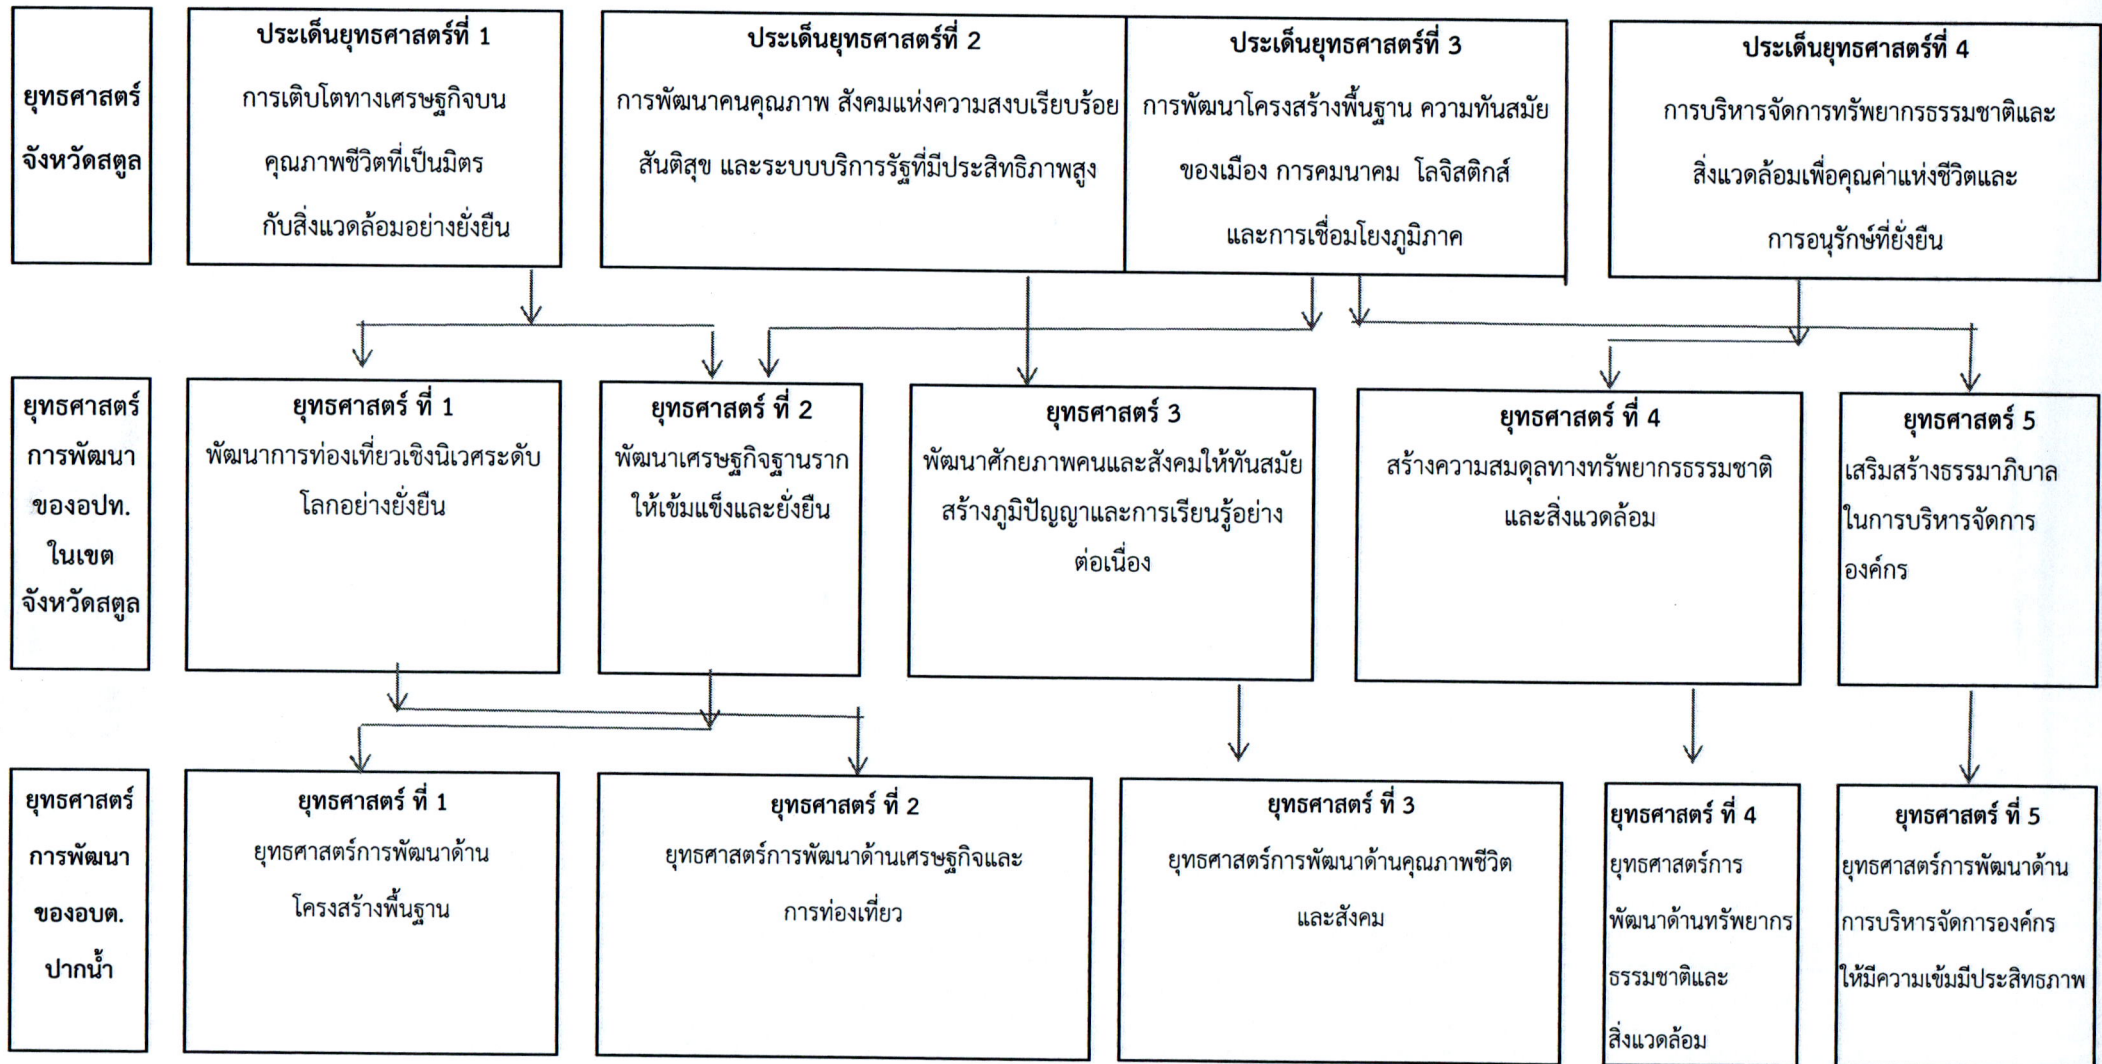 ยุทธศาสตร์
จังหวัดสตูล
ประเด็นยุทธศาสตร์ที่ 1
การเติบโตทางเศรษฐกิจบน
คุณภาพชีวิตที่เป็นมิตร
กับสิ่งแวดล้อมอย่างยั่งยืน
ประเด็นยุทธศาสตร์ที่ 2
การพัฒนาคนคุณภาพ สังคมแห่งความสงบเรียบร้อย
สันติสุข และระบบบริการรัฐที่มีประสิทธิภาพสูง
ประเด็นยุทธศาสตร์ที่ 3
การพัฒนาโครงสร้างพื้นฐาน ความทันสมัย
ของเมือง การคมนาคม โลจิสติกส์
และการเชื่อมโยงภูมิภาค
ประเด็นยุทธศาสตร์ที่ 4
การบริหารจัดการทรัพยากรธรรมชาติและ
สิ่งแวดล้อมเพื่อคุณค่าแห่งชีวิตและ
การอนุรักษ์ที่ยั่งยืน
ยุทธศาสตร์
การพัฒนา
ของอปท.
ในเขต
จังหวัดสตูล
ยุทธศาสตร์ ที่ 1
พัฒนาการท่องเที่ยวเชิงนิเวศระดับ
โลกอย่างยั่งยืน
ยุทธศาสตร์ ที่ 2
พัฒนาเศรษฐกิจฐานราก
ให้เข้มแข็งและยั่งยืน
ยุทธศาสตร์ 3
พัฒนาศักยภาพคนและสังคมให้ทันสมัย
สร้างภูมิปัญญาและการเรียนรู้อย่าง
ต่อเนื่อง
ยุทธศาสตร์ ที่ 4
สร้างความสมดุลทางทรัพยากรธรรมชาติ
และสิ่งแวดล้อม
ยุทธศาสตร์ 5
เสริมสร้างธรรมาภิบาล
ในการบริหารจัดการ
องค์กร
ยุทธศาสตร์
การพัฒนา
ของอบต.
ปากน้ำ
ยุทธศาสตร์ ที่ 1
ยุทธศาสตร์การพัฒนาด้าน
โครงสร้างพื้นฐาน
ยุทธศาสตร์ ที่ 2
ยุทธศาสตร์การพัฒนาด้านเศรษฐกิจและ
การท่องเที่ยว
ยุทธศาสตร์ ที่ 3
ยุทธศาสตร์การพัฒนาด้านคุณภาพชีวิต
และสังคม
ยุทธศาสตร์ ที่ 4
ยุทธศาสตร์การ
พัฒนาด้านทรัพยากร
ธรรมชาติและ
สิ่งแวดล้อม
ยุทธศาสตร์ ที่ 5
ยุทธศาสตร์การพัฒนาด้าน
การบริหารจัดการองค์กร
ให้มีความเข้มมีประสิทธภาพ